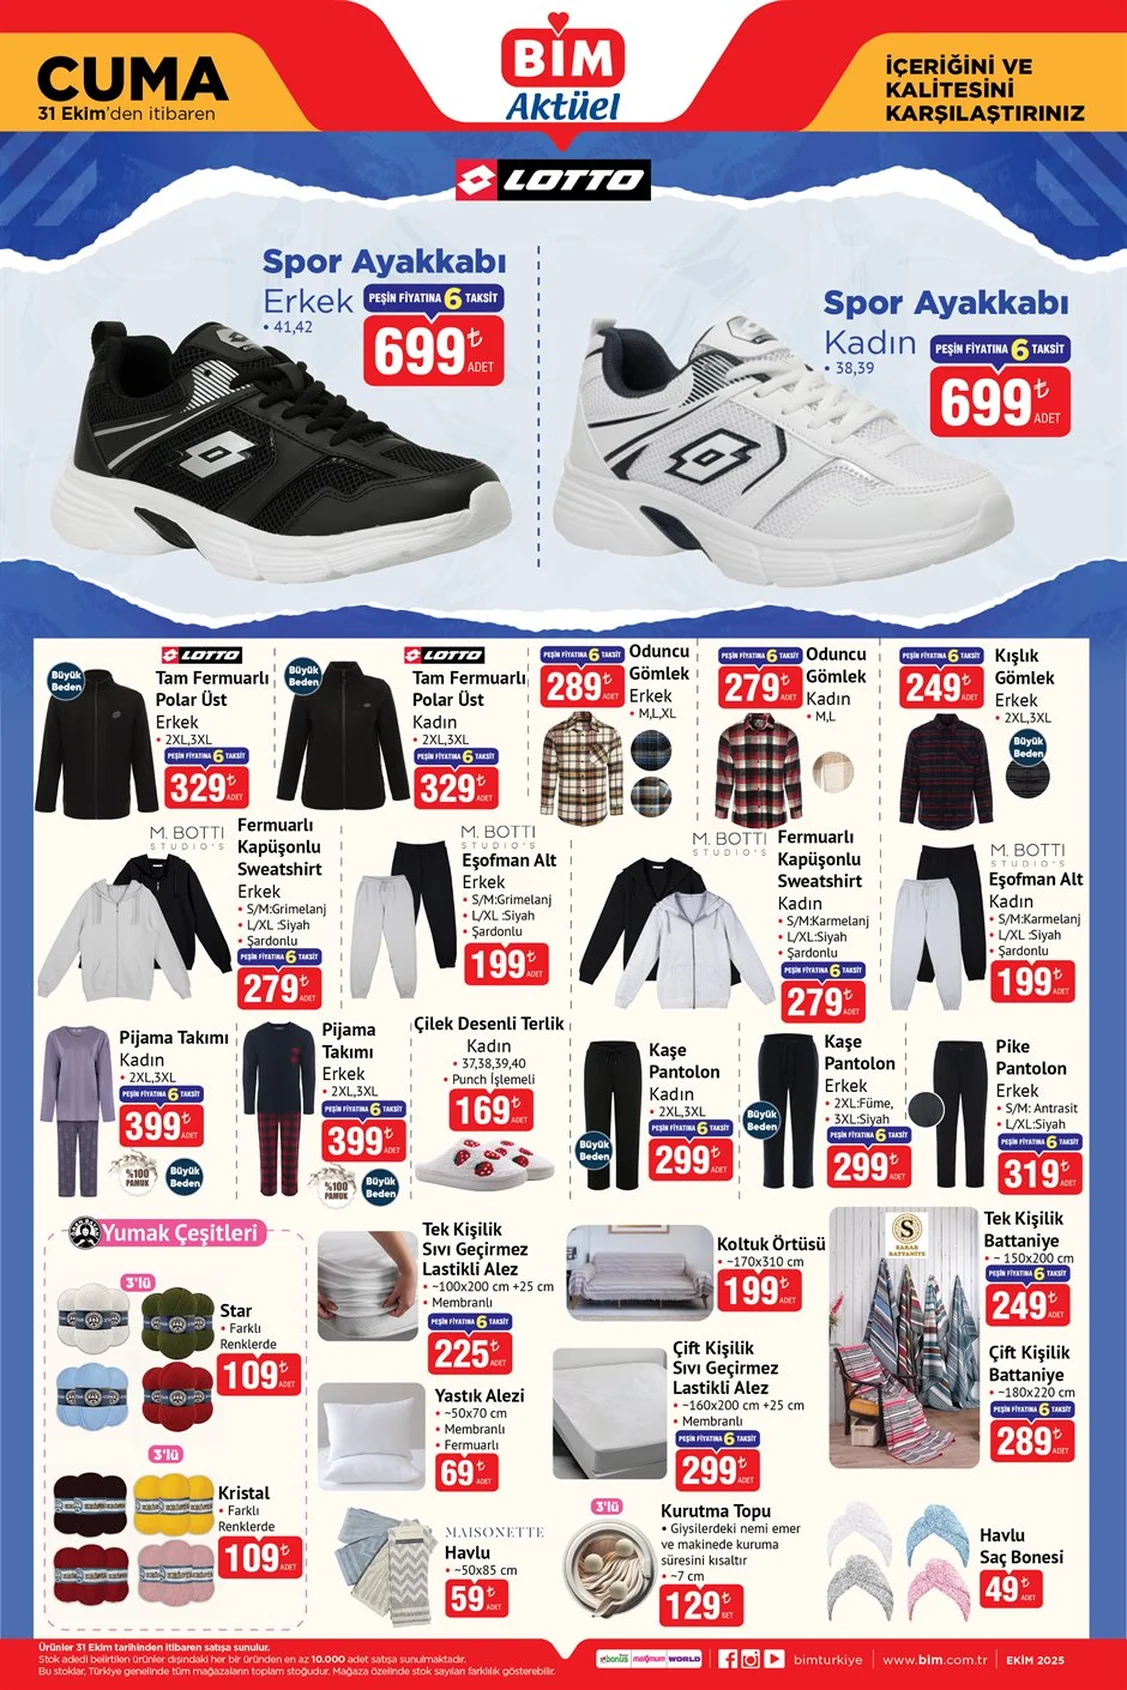 CUMA
31 Ekim'den itibaren
BİM
Aktüel
İÇERİĞİNİ VE
KALİTESİNİ
KARŞILAŞTIRINIZ
LOTTO
Spor Ayakkabı
Erkek
PEŞİN FİYATINA 6 TAKSİT
• 41,42
699₺
ADET
Spor Ayakkabı
Kadın
PEŞİN FİYATINA 6 TAKSİT
• 38,39
699₺
ADET
Büyük
Beden
LOTTO
Tam Fermuarlı
Polar Üst
Erkek
• 2XL,3XL
PEŞİN FİYATINA 6 TAKSİT
329₺
ADET
Büyük
Beden
LOTTO
Tam Fermuarlı
Polar Üst
Kadın
• 2XL,3XL
PEŞİN FİYATINA 6 TAKSİT
329₺
ADET
PEŞİN FİYATINA 6 TAKSİT
289₺
ADET
Oduncu
Gömlek
Erkek
• M,L,XL
PEŞİN FİYATINA 6 TAKSİT
279₺
ADET
Oduncu
Gömlek
Kadın
• M,L
PEŞİN FİYATINA 6 TAKSİT
249₺
ADET
Kışlık
Gömlek
Erkek
• 2XL,3XL
Büyük
Beden
M. BOTTI
STUDIO'S
Fermuarlı
Kapüşonlu
Sweatshirt
Erkek
• S/M:Grimelanj
• L/XL :Siyah
• Şardonlu
PEŞİN FİYATINA 6 TAKSİT
279₺
ADET
M. BOTTI
STUDIO'S
Eşofman Alt
Erkek
• S/M:Grimelanj
• L/XL :Siyah
• Şardonlu
199₺
ADET
M. BOTTI
STUDIO'S
Fermuarlı
Kapüşonlu
Sweatshirt
Kadın
• S/M:Karmelanj
• L/XL:Siyah
• Şardonlu
PEŞİN FİYATINA 6 TAKSİT
279₺
ADET
M. BOTTI
STUDIO'S
Eşofman Alt
Kadın
• S/M:Karmelanj
• L/XL:Siyah
• Şardonlu
199₺
ADET
Pijama Takımı
Kadın
• 2XL,3XL
PEŞİN FİYATINA 6 TAKSİT
399₺
ADET
%100
PAMUK
Büyük
Beden
Pijama
Takımı
Erkek
• 2XL,3XL
PEŞİN FİYATINA 6 TAKSİT
399₺
ADET
%100
PAMUK
Büyük
Beden
Çilek Desenli Terlik
Kadın
• 37,38,39,40
• Punch İşlemeli
169₺
ADET
Kaşe
Pantolon
Kadın
• 2XL,3XL
PEŞİN FİYATINA 6 TAKSİT
299₺
ADET
Büyük
Beden
Kaşe
Pantolon
Erkek
• 2XL:Füme,
• 3XL:Siyah
PEŞİN FİYATINA 6 TAKSİT
299₺
ADET
Büyük
Beden
Pike
Pantolon
Erkek
• S/M: Antrasit
• L/XL:Siyah
PEŞİN FİYATINA 6 TAKSİT
319₺
ADET
Yumak Çeşitleri
3'lü
Star
• Farklı
Renklerde
109₺
ADET
3'lü
Kristal
• Farklı
Renklerde
109₺
ADET
Tek Kişilik
Sıvı Geçirmez
Lastikli Alez
• ~100x200 cm +25 cm
• Membranlı
PEŞİN FİYATINA 6 TAKSİT
225₺
ADET
Yastık Alezi
• ~50x70 cm
• Membranlı
• Fermuarlı
69₺
ADET
MAISONETTE
Havlu
• ~50x85 cm
59₺
ADET
Koltuk Örtüsü
• ~170x310 cm
199₺
ADET
Çift Kişilik
Sıvı Geçirmez
Lastikli Alez
• ~160x200 cm +25 cm
• Membranlı
PEŞİN FİYATINA 6 TAKSİT
299₺
ADET
3'lü
Kurutma Topu
• Giysilerdeki nemi emer
ve makinede kuruma
süresini kısaltır
• ~7 cm
129₺
SET
S
SARAR
BATTANİYE
Tek Kişilik
Battaniye
• ~ 150x200 cm
PEŞİN FİYATINA 6 TAKSİT
249₺
ADET
Çift Kişilik
Battaniye
• ~180x220 cm
PEŞİN FİYATINA 6 TAKSİT
289₺
ADET
Havlu
Saç Bonesi
49₺
ADET
Ürünler 31 Ekim tarihinden itibaren satışa sunulur.
Stok adedi belirtilen ürünler dışındaki her bir üründen en az 10.000 adet satışa sunulmaktadır.
Bu stoklar, Türkiye genelinde tüm mağazaların toplam stoğudur. Mağaza özelinde stok sayıları farklılık gösterebilir.
bonus maximum WORLD
bimturkiye
www.bim.com.tr
EKİM 2025